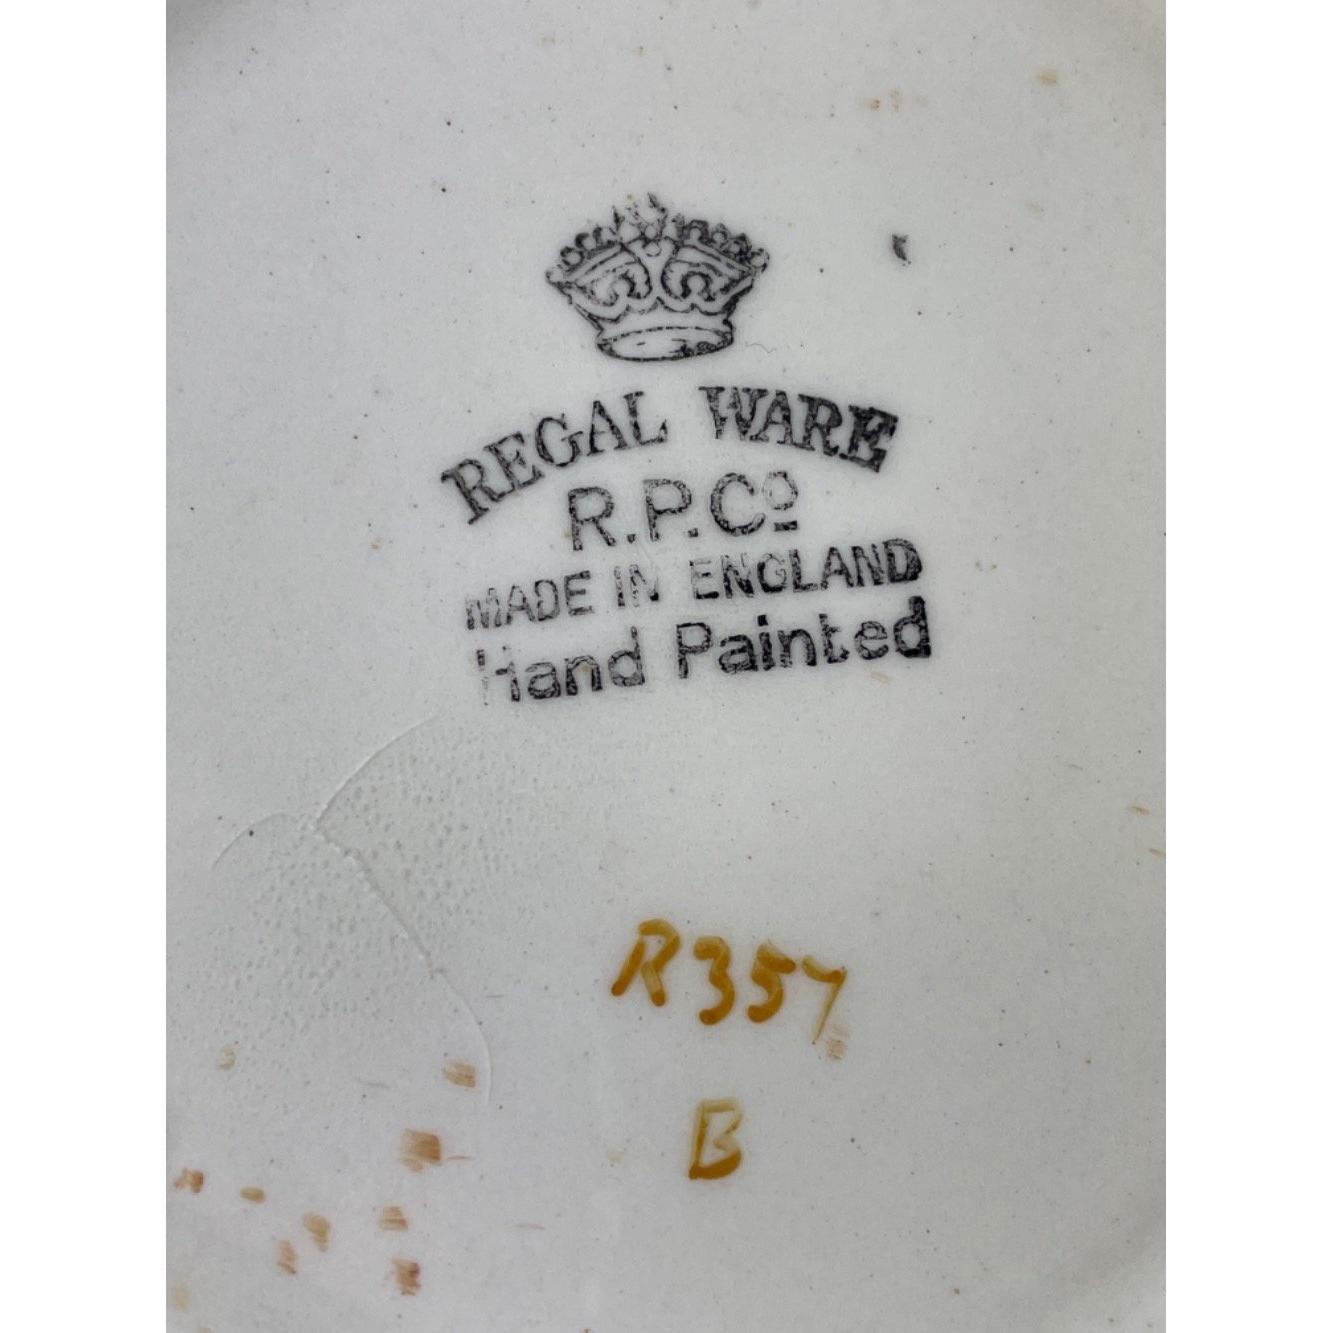 REGAL WARE
R.P.Cº
MADE IN ENGLAND
Hand Painted
R357
B